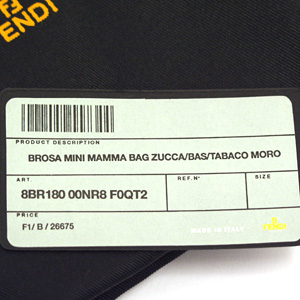 FENDI
PRODUCT DESCRIPTION
BROSA MINI MAMMA BAG ZUCCA/BAS/TABACO MORO
ART. REF.N° SIZE
8BR180 00NR8 F0QT2
PRICE
F1/ B / 26675
MADE IN ITALY